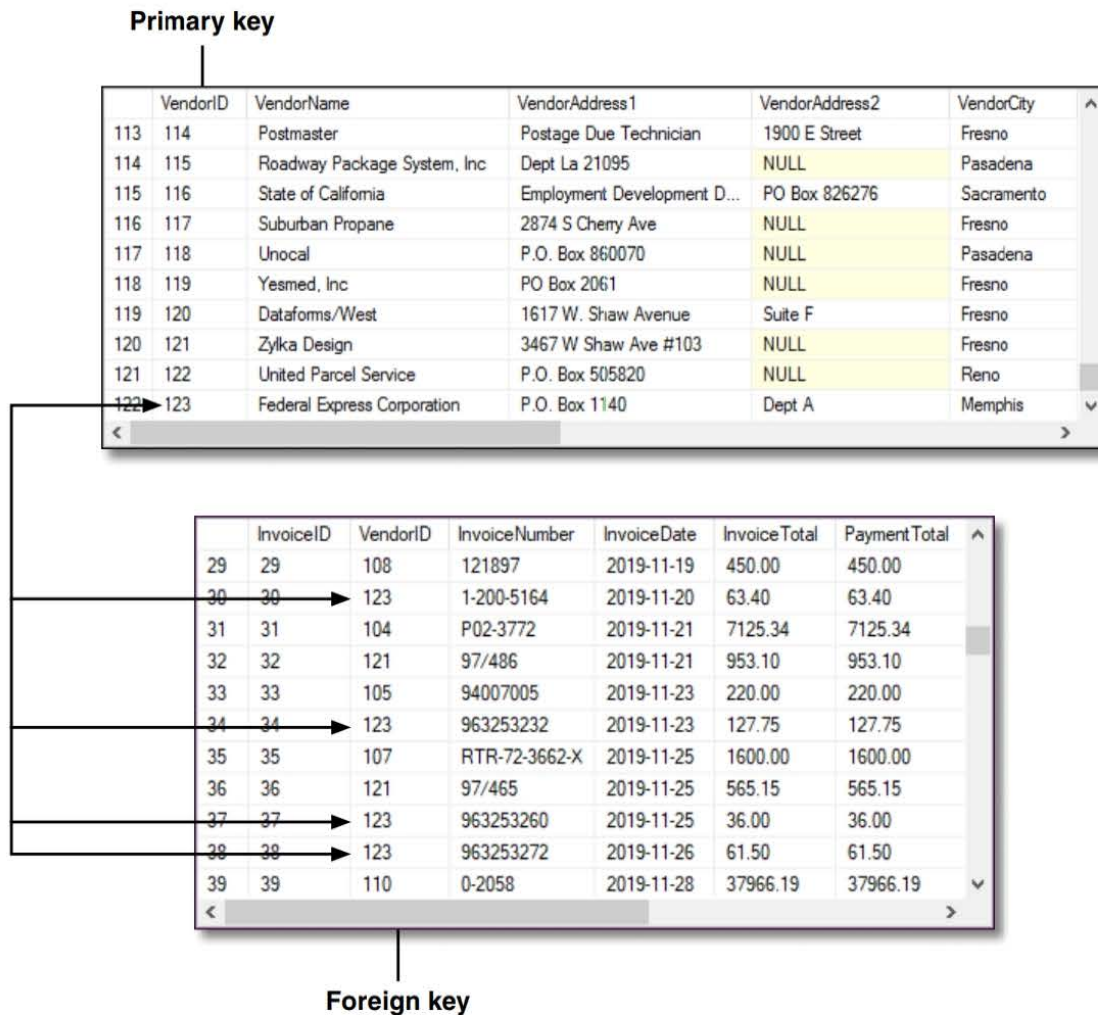 Primary key
VendorID VendorName VendorAddress1 VendorAddress2 VendorCity
113 114 Postmaster Postage Due Technician 1900 E Street Fresno
114 115 Roadway Package System, Inc Dept La 21095 NULL Pasadena
115 116 State of California Employment Development D... PO Box 826276 Sacramento
116 117 Suburban Propane 2874 S Cherry Ave NULL Fresno
117 118 Unocal P.O. Box 860070 NULL Pasadena
118 119 Yesmed, Inc PO Box 2061 NULL Fresno
119 120 Dataforms/West 1617 W. Shaw Avenue Suite F Fresno
120 121 Zylka Design 3467 W Shaw Ave #103 NULL Fresno
121 122 United Parcel Service P.O. Box 505820 NULL Reno
122 123 Federal Express Corporation P.O. Box 1140 Dept A Memphis
InvoiceID VendorID InvoiceNumber InvoiceDate InvoiceTotal PaymentTotal
29 29 108 121897 2019-11-19 450.00 450.00
30 30 123 1-200-5164 2019-11-20 63.40 63.40
31 31 104 P02-3772 2019-11-21 7125.34 7125.34
32 32 121 97/486 2019-11-21 953.10 953.10
33 33 105 94007005 2019-11-23 220.00 220.00
34 34 123 963253232 2019-11-23 127.75 127.75
35 35 107 RTR-72-3662-X 2019-11-25 1600.00 1600.00
36 36 121 97/465 2019-11-25 565.15 565.15
37 37 123 963253260 2019-11-25 36.00 36.00
38 38 123 963253272 2019-11-26 61.50 61.50
39 39 110 0-2058 2019-11-28 37966.19 37966.19
Foreign key